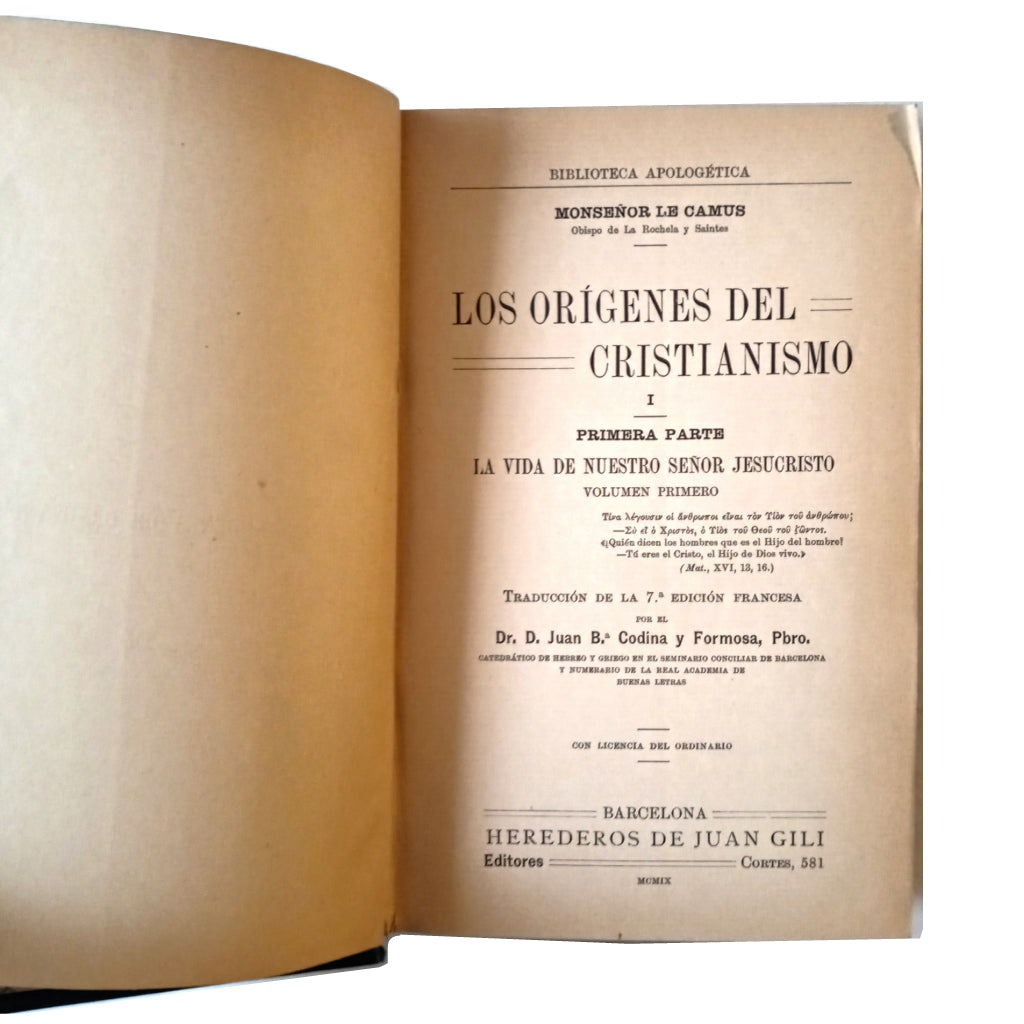 BIBLIOTECA APOLOGÉTICA
MONSEÑOR LE CAMUS
Obispo de La Rochela y Saintes
LOS ORÍGENES DEL
CRISTIANISMO
I
PRIMERA PARTE
LA VIDA DE NUESTRO SEÑOR JESUCRISTO
VOLUMEN PRIMERO
Τίνα λέγουσιν οἱ ἄνθρωποι εἶναι τὸν Υἱὸν τοῦ ἀνθρώπου;
—Σὺ εἶ ὁ Χριστὸς, ὁ Υἱὸς τοῦ Θεοῦ τοῦ ζῶντος.
«¿Quién dicen los hombres que es el Hijo del hombre?
—Tú eres el Cristo, el Hijo de Dios vivo.»
(Mat., XVI, 13, 16.)
TRADUCCIÓN DE LA 7.ª EDICIÓN FRANCESA
POR EL
Dr. D. Juan B.ª Codina y Formosa, Pbro.
CATEDRÁTICO DE HEBREO Y GRIEGO EN EL SEMINARIO CONCILIAR DE BARCELONA
Y NUMERARIO DE LA REAL ACADEMIA DE
BUENAS LETRAS
CON LICENCIA DEL ORDINARIO
BARCELONA
HEREDEROS DE JUAN GILI
Editores CORTES, 581
MCMIX